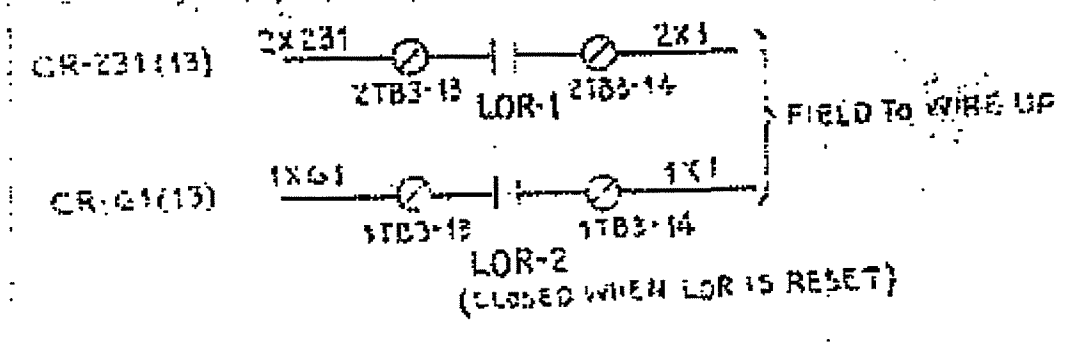 2X231
2X1
CR-231(13)
2TB3-13
LOR-1
2TB3-14
FIELD TO WIRE UP
1XG1
1X1
CR-G1(13)
1TB3-13
1TB3-14
LOR-2
(CLOSED WHEN LOR IS RESET)